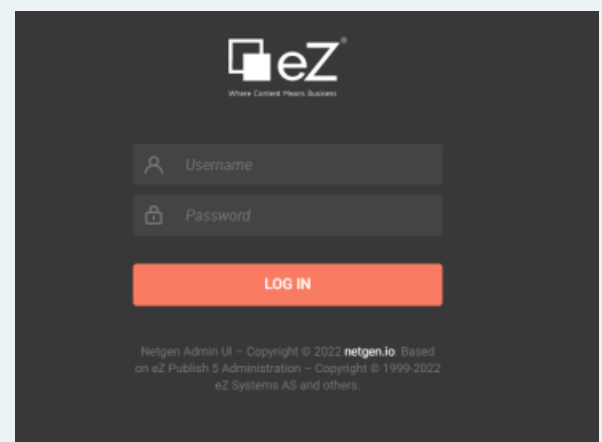 eZ®
Where Content Means Business
Username
Password
LOG IN
Netgen Admin UI – Copyright © 2022 netgen.io. Based
on eZ Publish 5 Administration – Copyright © 1999-2022
eZ Systems AS and others.